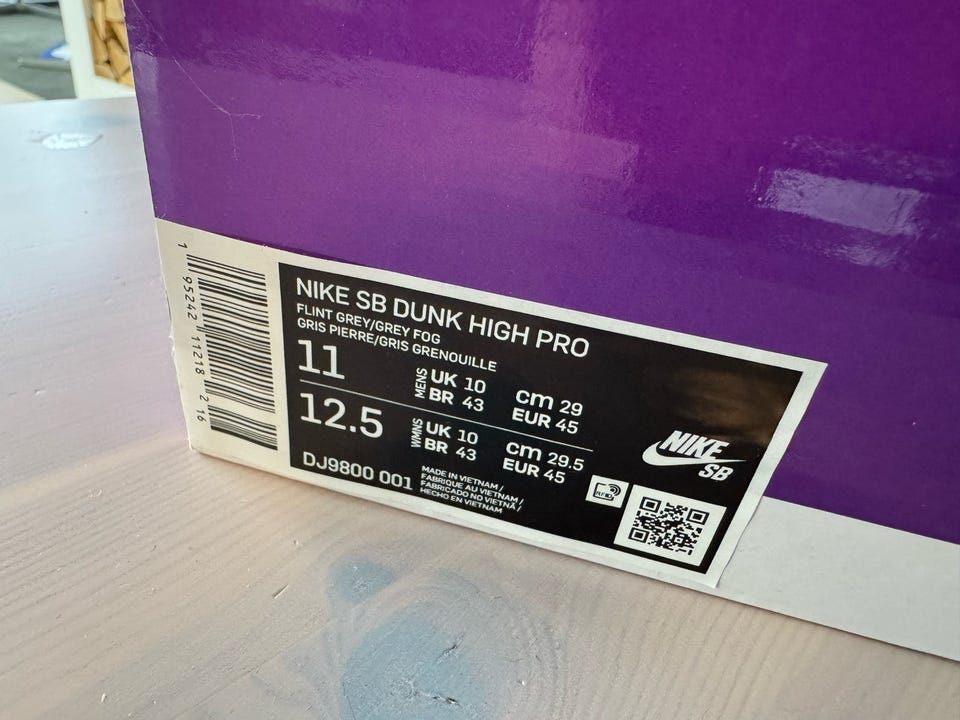 NIKE SB DUNK HIGH PRO
FLINT GREY/GREY FOG
GRIS PIERRE/GRIS GRENOUILLE
11 MENS UK 10 cm 29
BR 43 EUR 45
12.5 WMNS UK 10 cm 29.5
BR 43 EUR 45
DJ9800 001
MADE IN VIETNAM /
FABRIQUE AU VIETNAM /
FABRICADO NO VIETNÃ /
HECHO EN VIETNAM
NIKE
SB
1 95242 11218 2 16